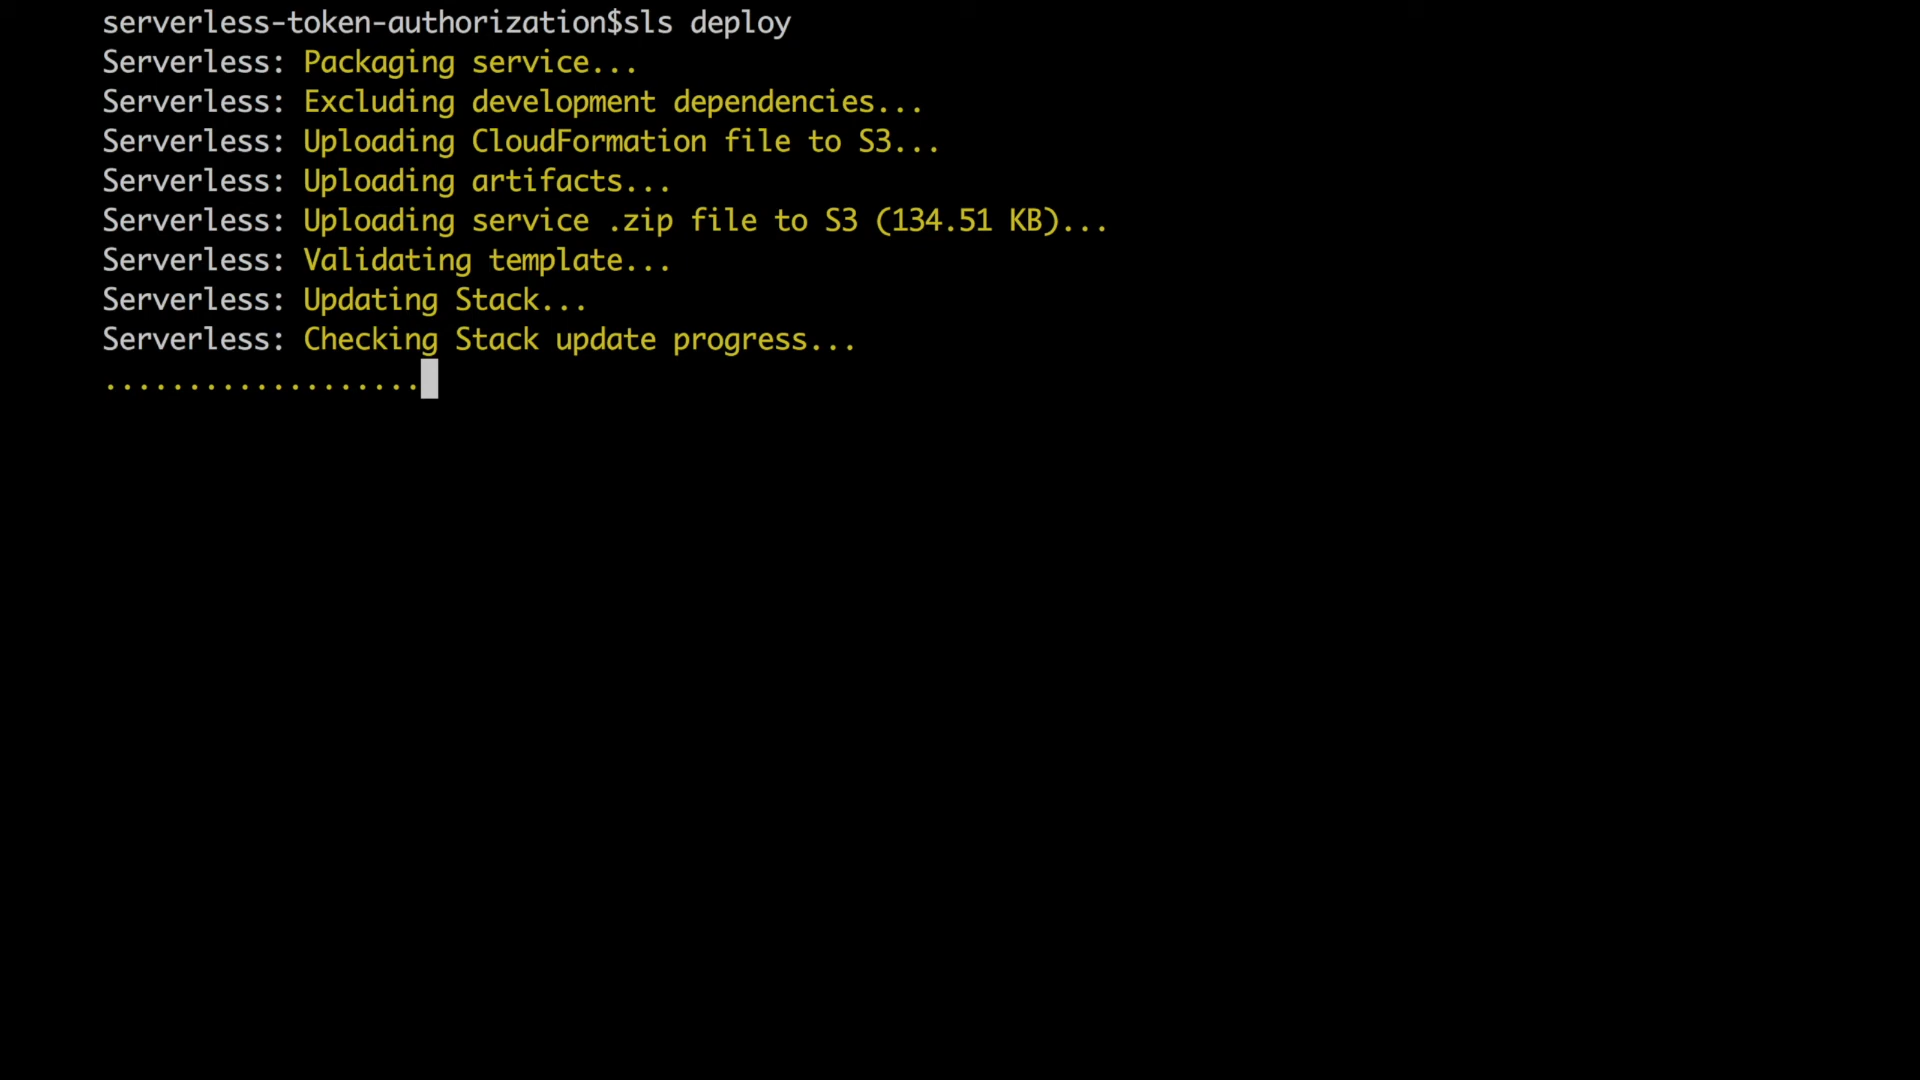 serverless-token-authorization$sls deploy
Serverless: Packaging service...
Serverless: Excluding development dependencies...
Serverless: Uploading CloudFormation file to S3...
Serverless: Uploading artifacts...
Serverless: Uploading service .zip file to S3 (134.51 KB)...
Serverless: Validating template...
Serverless: Updating Stack...
Serverless: Checking Stack update progress...
...................